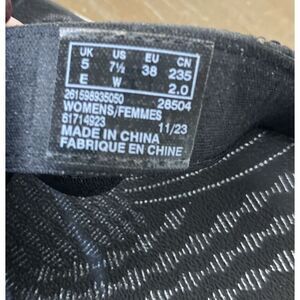 UK US EU CN
5 7½ 38 235
E W 2.0
261598935050 26504
WOMENS/FEMMES
61714923 11/23
MADE IN CHINA
FABRIQUE EN CHINE